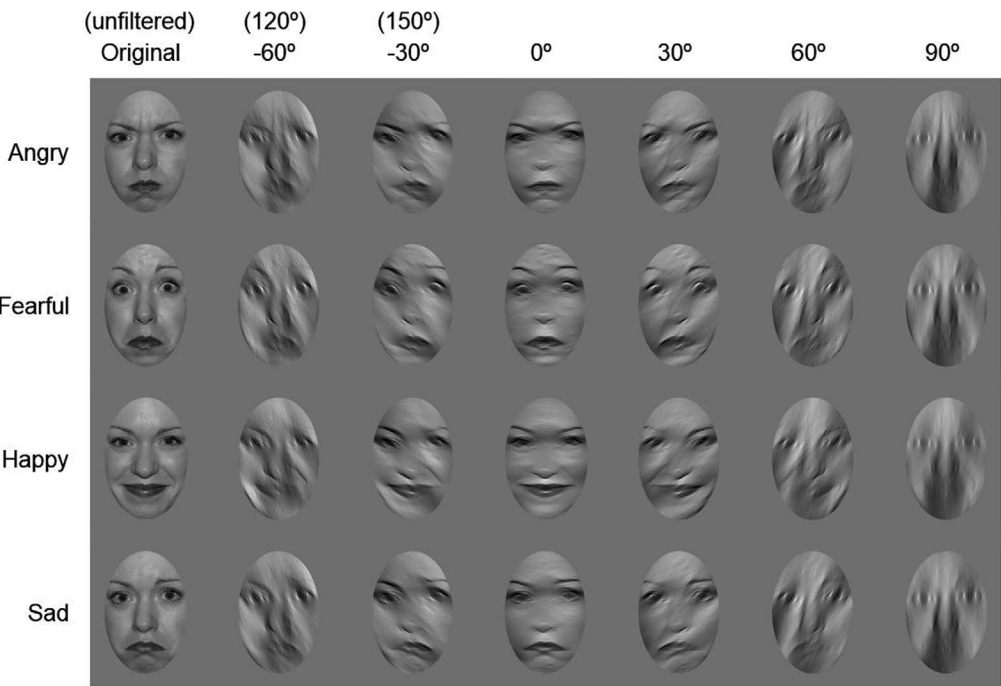 (unfiltered) (120º) (150º)
Original -60º -30º 0º 30º 60º 90º
Angry
Fearful
Happy
Sad